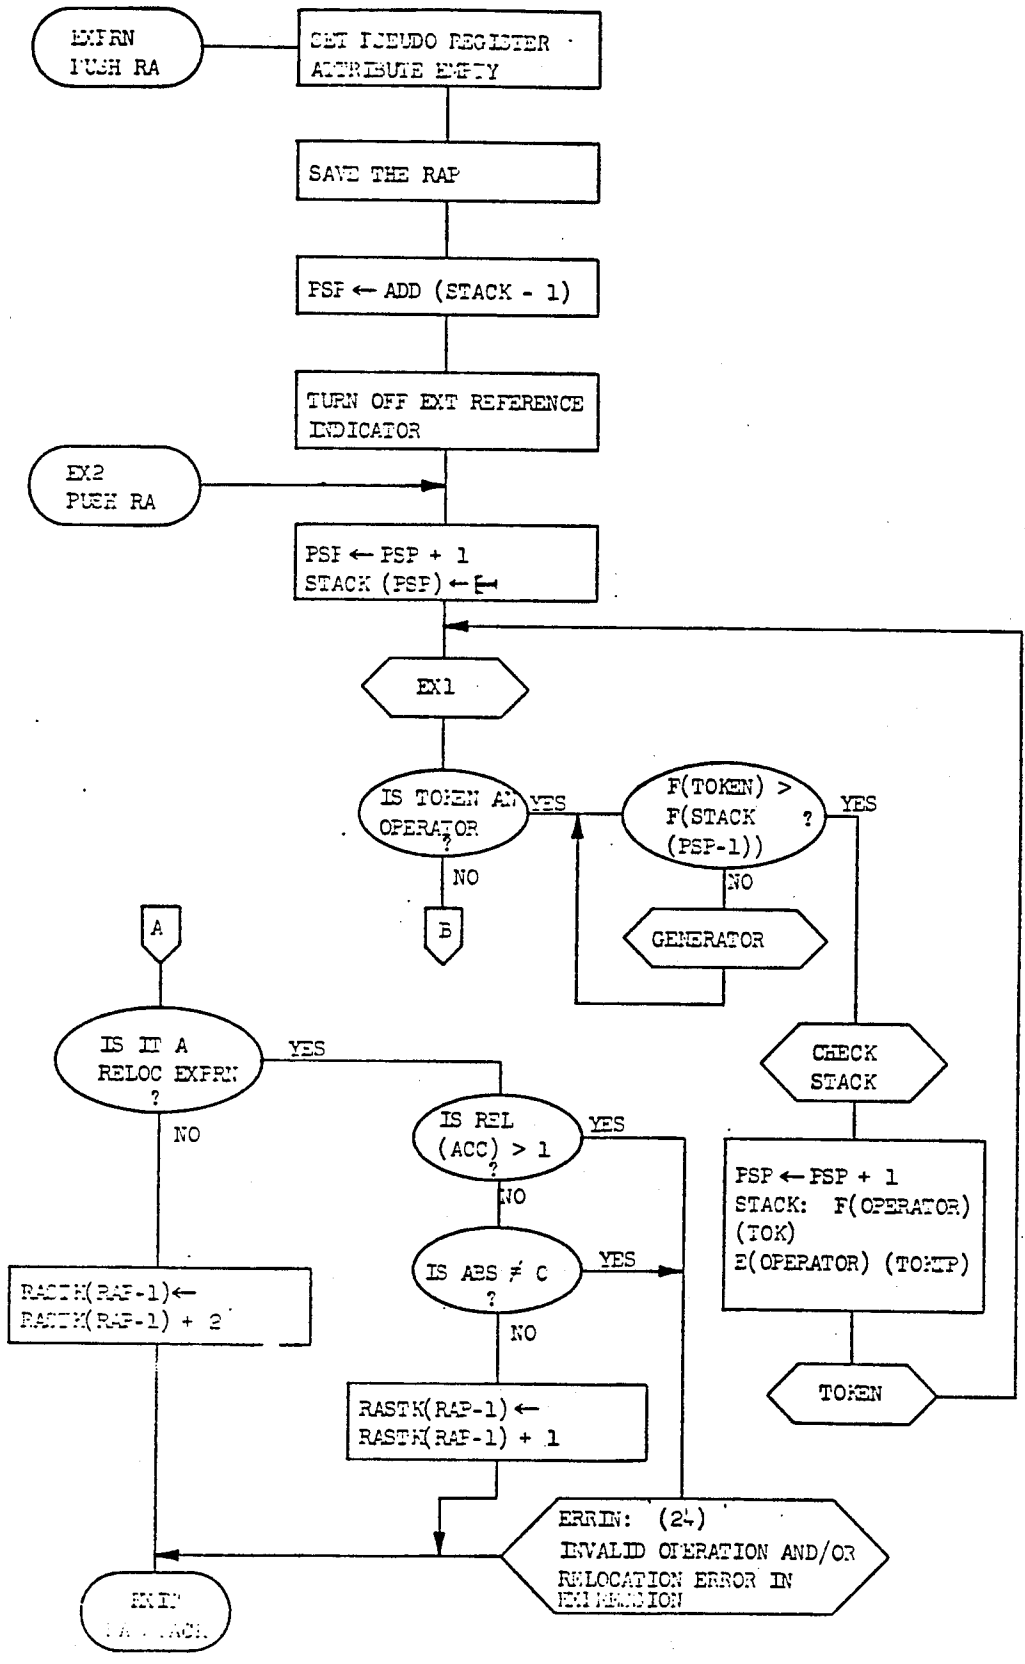 EXPRN
PUSH RA
SET PSEUDO REGISTER
ATTRIBUTE EMPTY
SAVE THE RAP
PSP ← ADD (STACK - 1)
TURN OFF EXT REFERENCE
INDICATOR
EX2
PUSH RA
PSP ← PSP + 1
STACK (PSP) ←
EX1
IS TOKEN AN
OPERATOR
?
YES
NO
F(TOKEN) >
F(STACK ?
(PSP-1))
YES
NO
GENERATOR
A
B
IS IT A
RELOC EXPRN
?
YES
NO
CHECK
STACK
IS REL
(ACC) > 1
?
YES
NO
PSP ← PSP + 1
STACK: F(OPERATOR)
(TOK)
E(OPERATOR) (TOKTP)
IS ABS ≠ 0
?
YES
NO
RASTK(RAP-1) ←
RASTK(RAP-1) + 2
TOKEN
RASTK(RAP-1) ←
RASTK(RAP-1) + 1
ERRIN: (24)
INVALID OPERATION AND/OR
RELOCATION ERROR IN
EXPRESSION
EXIT